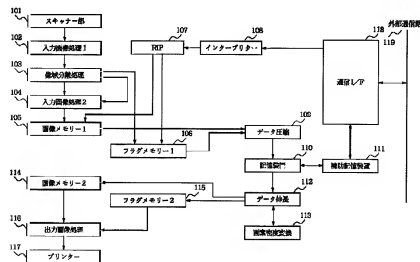 101
スキャナー部
102
入力画像処理1
103
像域分離処理
104
入力画像処理2
105
画像メモリー1
107
RIP
108
インタープリター
118
通信I/F
外部通信路
119
106
フラグメモリー1
109
データ圧縮
110
記憶装置
111
補助記憶装置
112
データ伸長
113
画素密度変換
114
画像メモリー2
115
フラグメモリー2
116
出力画像処理
117
プリンター